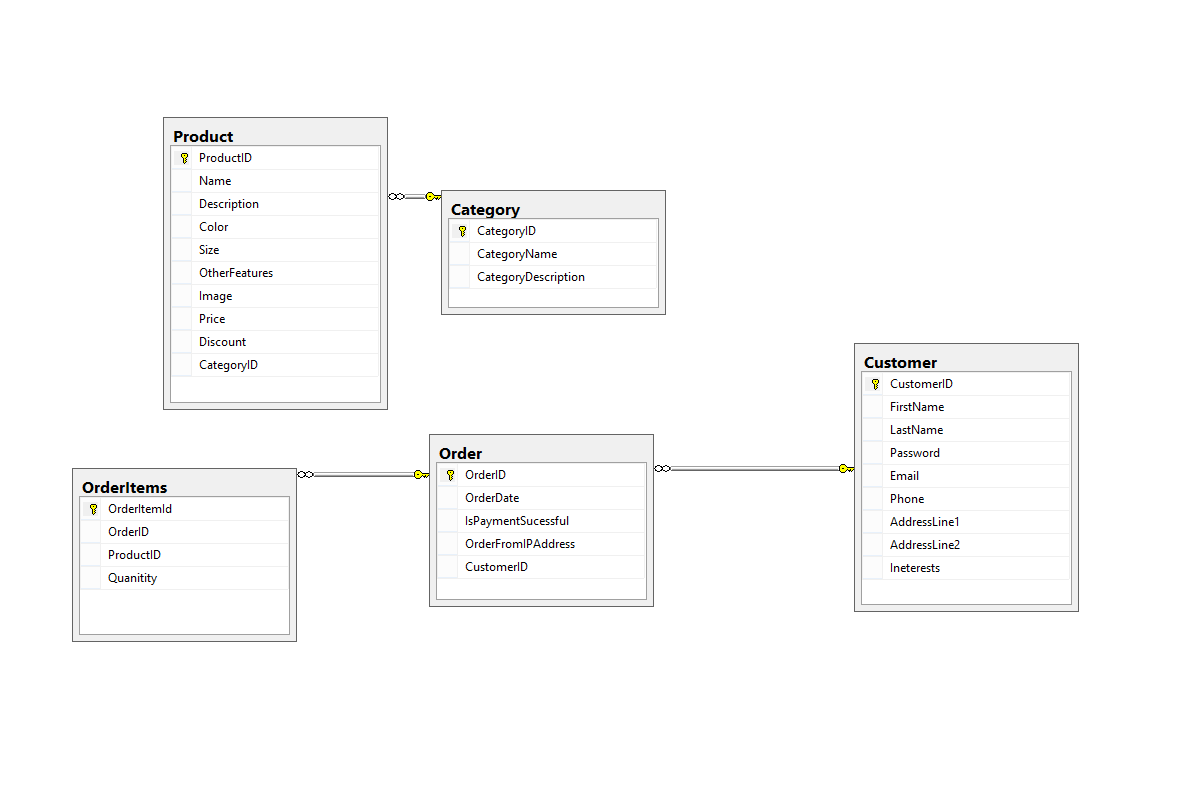 Product
ProductID
Name
Description
Color
Size
OtherFeatures
Image
Price
Discount
CategoryID
Category
CategoryID
CategoryName
CategoryDescription
Customer
CustomerID
FirstName
LastName
Password
Email
Phone
AddressLine1
AddressLine2
Ineterests
Order
OrderID
OrderDate
IsPaymentSucessful
OrderFromIPAddress
CustomerID
OrderItems
OrderItemId
OrderID
ProductID
Quanitity